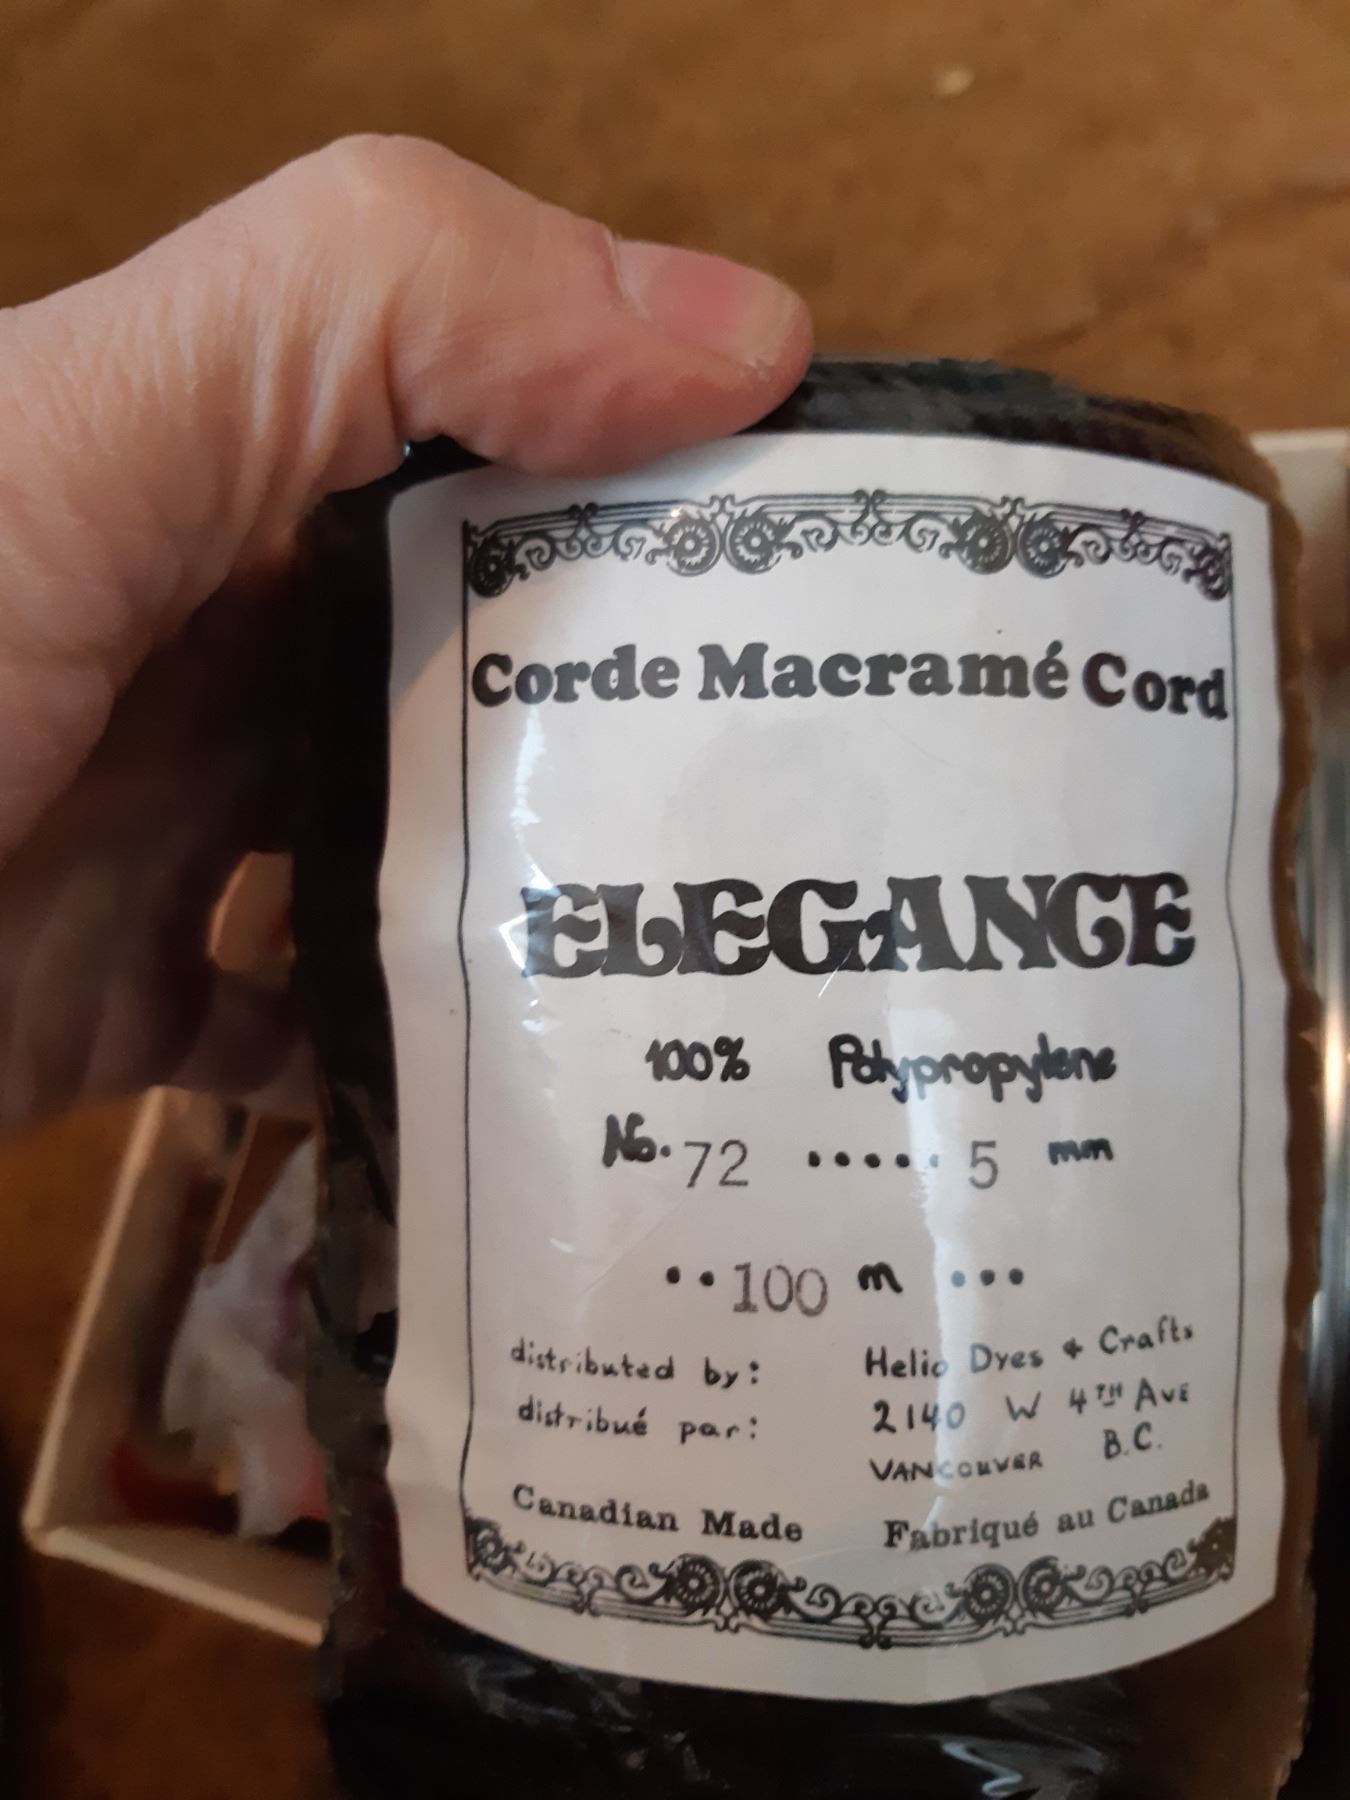 Corde Macramé Cord
ELEGANCE
100% Polypropylene
No. 72 ..... 5 mm
..100 m ...
distributed by: Helio Dyes & Crafts
distribué par: 2140 W 4TH AVE
VANCOUVER B.C.
Canadian Made Fabriqué au Canada